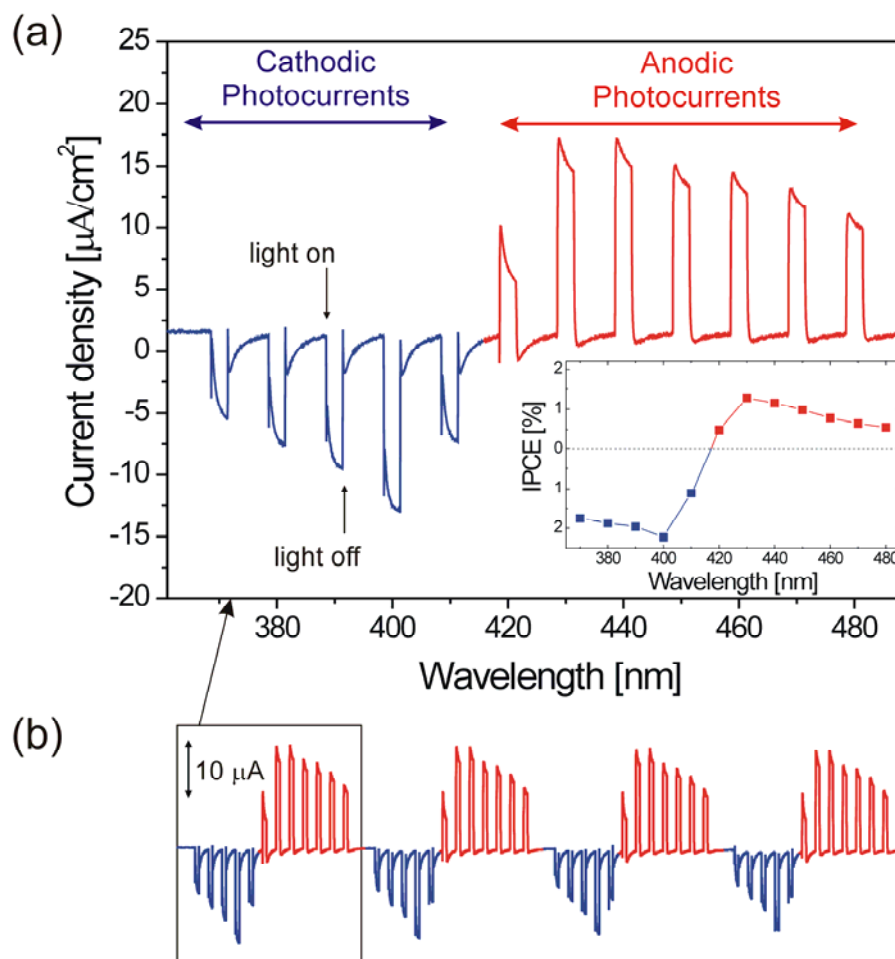 (a)
Cathodic
Photocurrents
Anodic
Photocurrents
light on
light off
Current density [µA/cm²]
25
20
15
10
5
0
-5
-10
-15
-20
380
400
420
440
460
480
Wavelength [nm]
IPCE [%]
2
1
0
1
2
380
400
420
440
460
480
Wavelength [nm]
(b)
10 µA